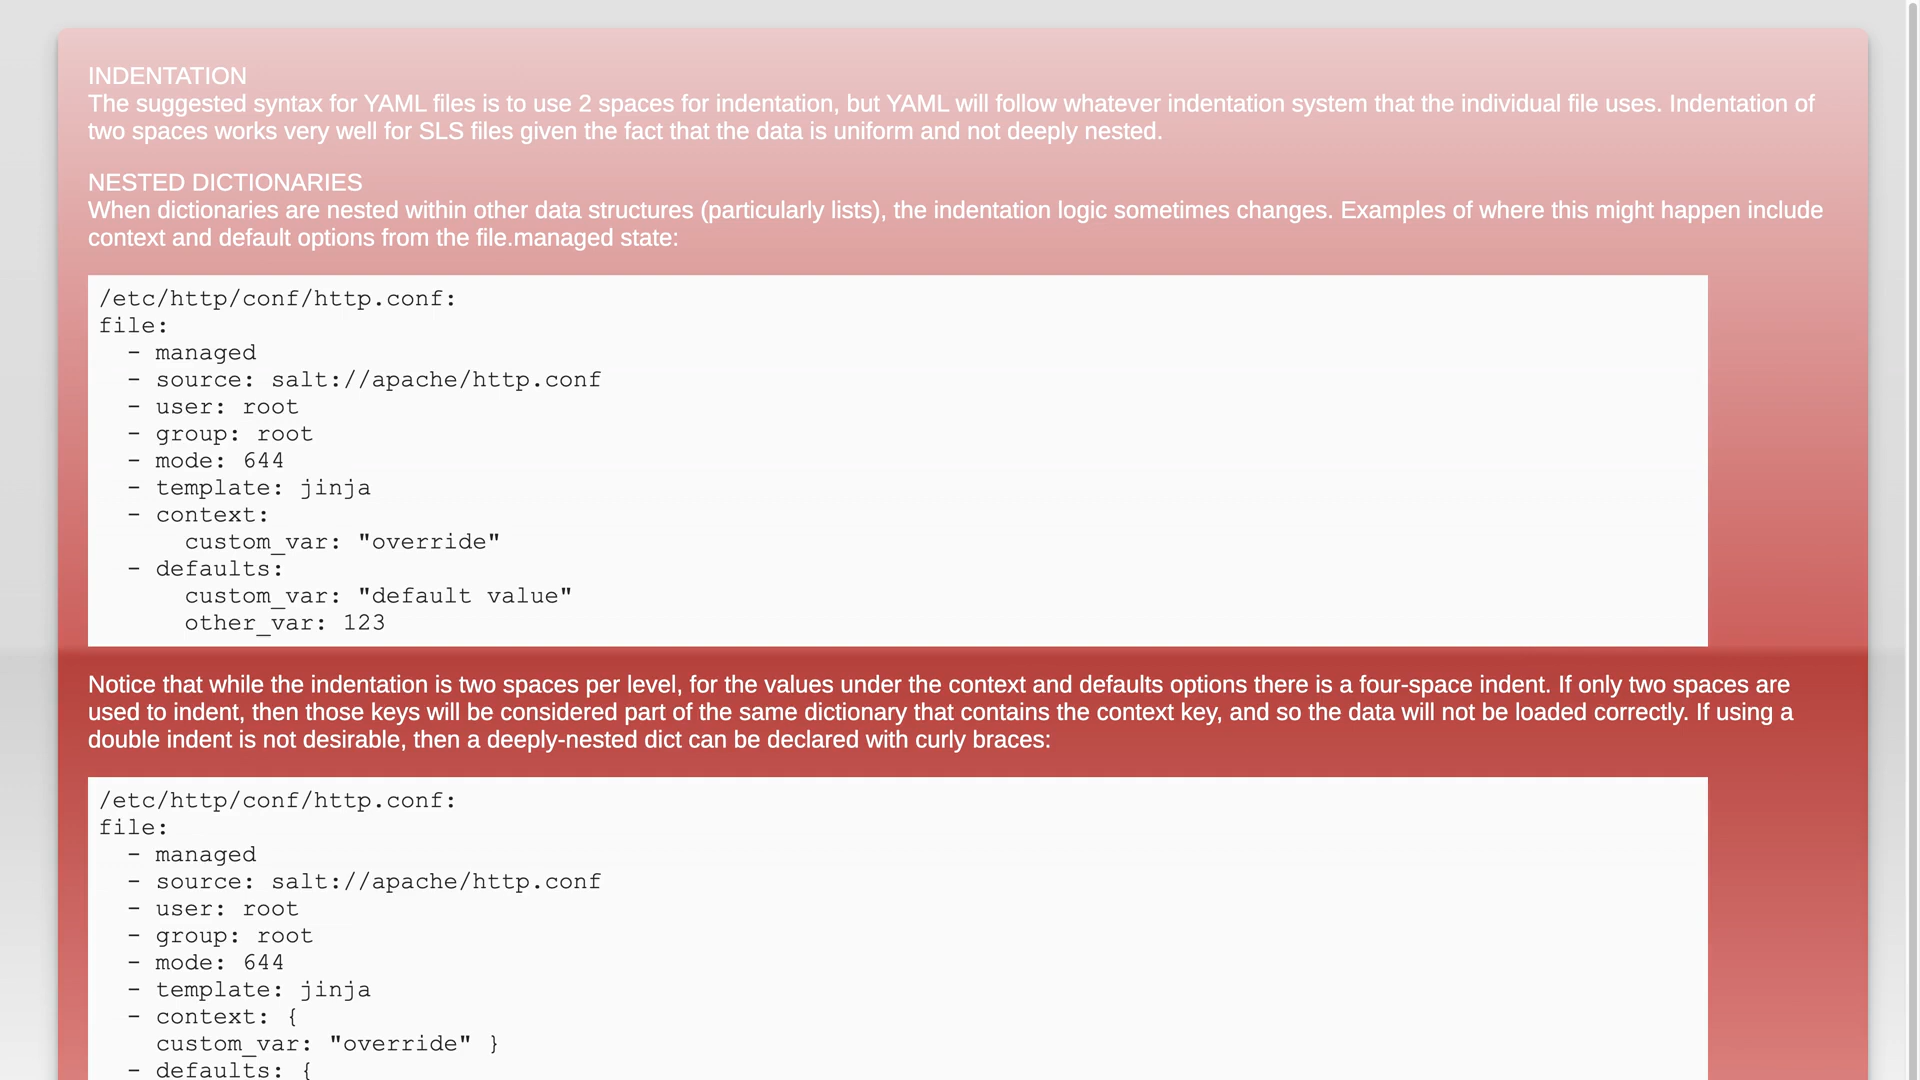 INDENTATION
The suggested syntax for YAML files is to use 2 spaces for indentation, but YAML will follow whatever indentation system that the individual file uses. Indentation of
two spaces works very well for SLS files given the fact that the data is uniform and not deeply nested.
NESTED DICTIONARIES
When dictionaries are nested within other data structures (particularly lists), the indentation logic sometimes changes. Examples of where this might happen include
context and default options from the file.managed state:
/etc/http/conf/http.conf:
file:
  - managed
  - source: salt://apache/http.conf
  - user: root
  - group: root
  - mode: 644
  - template: jinja
  - context:
      custom_var: "override"
  - defaults:
      custom_var: "default value"
      other_var: 123
Notice that while the indentation is two spaces per level, for the values under the context and defaults options there is a four-space indent. If only two spaces are
used to indent, then those keys will be considered part of the same dictionary that contains the context key, and so the data will not be loaded correctly. If using a
double indent is not desirable, then a deeply-nested dict can be declared with curly braces:
/etc/http/conf/http.conf:
file:
  - managed
  - source: salt://apache/http.conf
  - user: root
  - group: root
  - mode: 644
  - template: jinja
  - context: {
    custom_var: "override" }
  - defaults: {